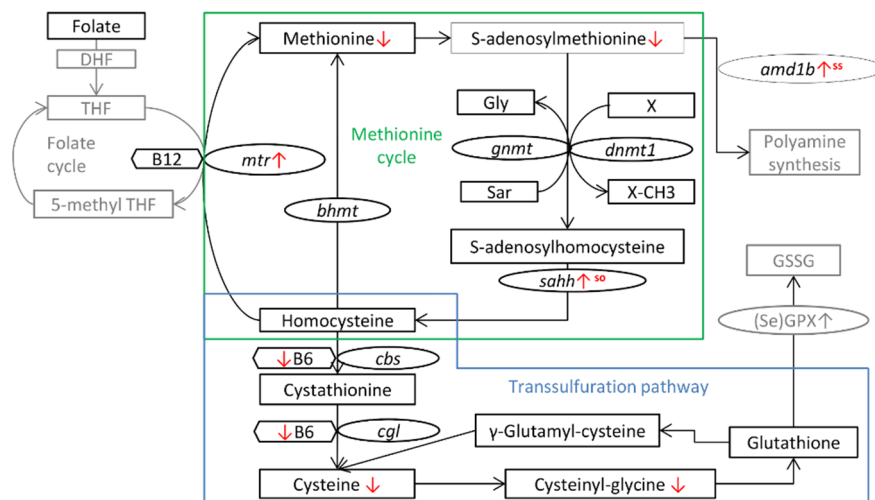 Folate
DHF
THF
Folate
cycle
5-methyl THF
B12
mtr↑
Methionine ↓
S-adenosylmethionine ↓
amd1b↑ss
Polyamine
synthesis
Methionine
cycle
Gly
X
gnmt
dnmt1
Sar
X-CH3
bhmt
S-adenosylhomocysteine
sahh↑so
Homocysteine
GSSG
(Se)GPX↑
↓B6
cbs
Cystathionine
Transsulfuration pathway
↓B6
cgl
γ-Glutamyl-cysteine
Glutathione
Cysteine ↓
Cysteinyl-glycine ↓